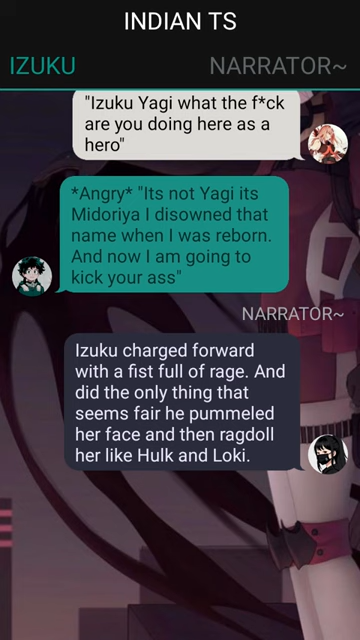 INDIAN TS
IZUKU NARRATOR~
"Izuku Yagi what the f*ck
are you doing here as a
hero"
*Angry* "Its not Yagi its
Midoriya I disowned that
name when I was reborn.
And now I am going to
kick your ass"
NARRATOR~
Izuku charged forward
with a fist full of rage. And
did the only thing that
seems fair he pummeled
her face and then ragdoll
her like Hulk and Loki.